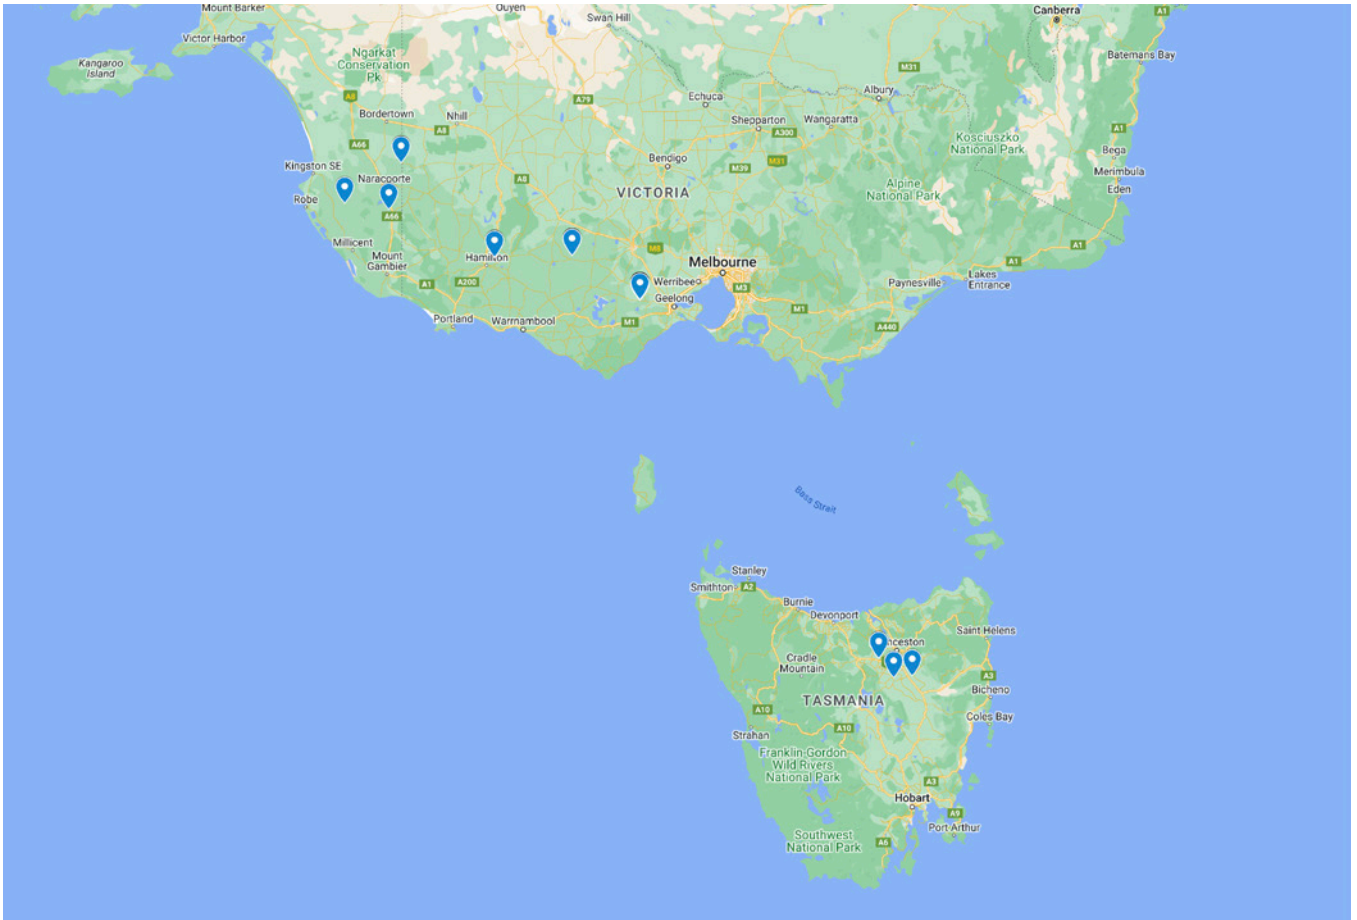 Mount Barker
Ouyen
Swan Hill
Canberra
A1
Victor Harbor
Batemans Bay
Kangaroo
Island
Ngarkat
Conservation
Pk
M31
A8
A79
Echuca
Albury
Bordertown
Nhill
Shepparton
Wangaratta
A8
A300
A1
A66
Kosciuszko
National Park
Bega
Kingston SE
Bendigo
M31
M39
Merimbula
Naracoorte
A8
VICTORIA
Alpine
National Park
Eden
Robe
A66
Millicent
M8
A1
Mount
Gambier
Hamilton
Melbourne
A1
A1
A200
Werribee
M3
Paynesville
Lakes
Entrance
Geelong
M1
Portland
Warrnambool
M1
A440
Bass Strait
Stanley
Smithton
A2
Burnie
Devonport
Saint Helens
nceston
Cradle
Mountain
A3
Bicheno
TASMANIA
A10
Coles Bay
Strahan
A10
Franklin-Gordon
Wild Rivers
National Park
A3
Hobart
A9
Port Arthur
Southwest
National Park
A6